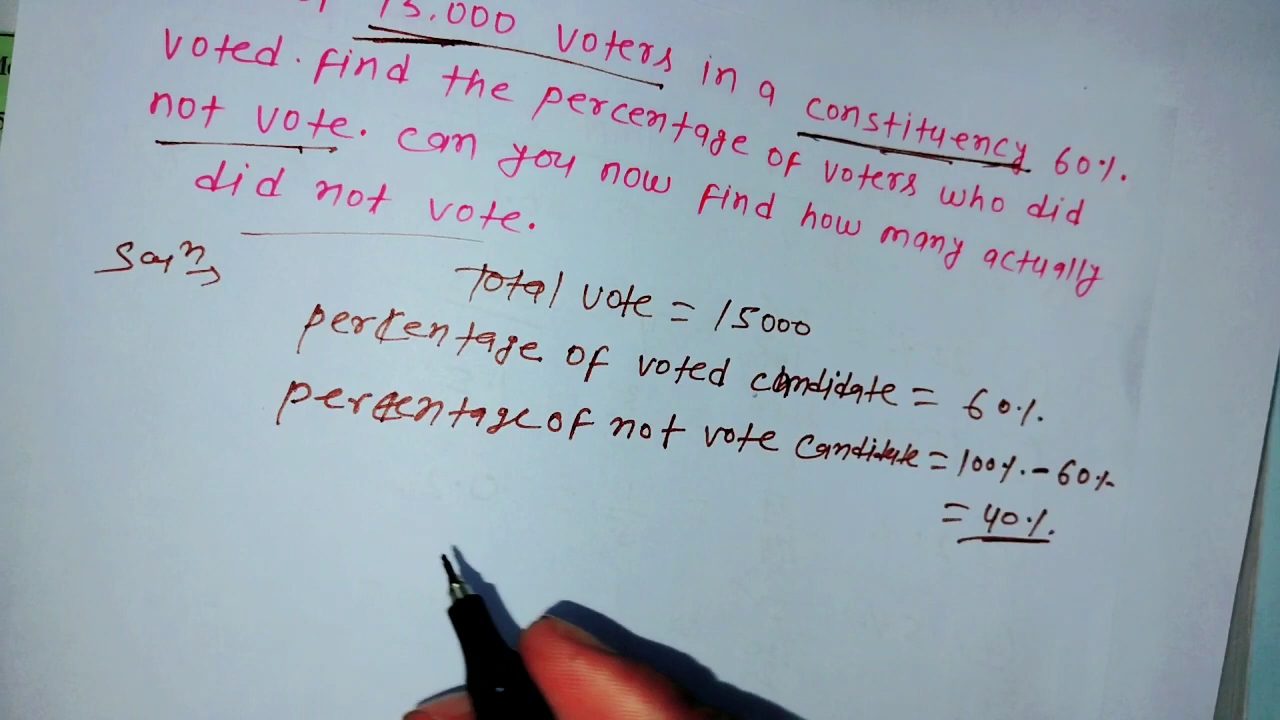 15.000 voters in a constituency 60%.
voted. find the percentage of voters who did
not vote. can you now find how many actually
did not vote.
Soln
Total vote = 15000
percentage of voted candidate = 60%.
percentage of not vote candidate = 100%. - 60%
= 40%.